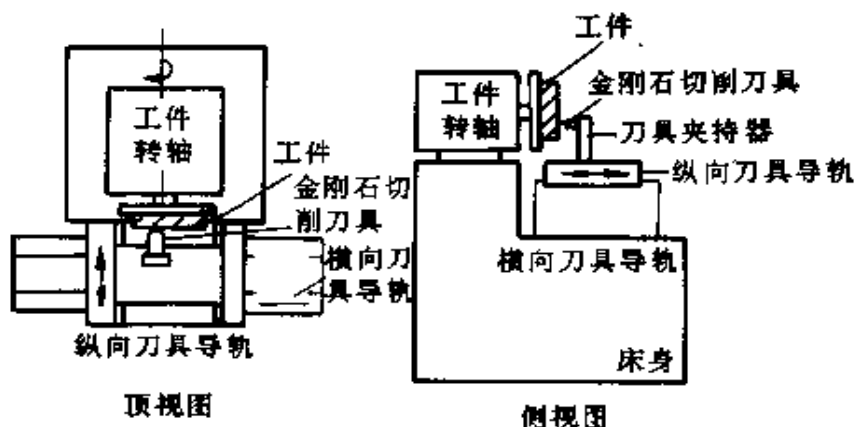 工件
转轴
工件
金刚石切
削刀具
横向刀
具导轨
纵向刀具导轨
顶视图
工件
工件
转轴
金刚石切削刀具
刀具夹持器
纵向刀具导轨
横向刀具导轨
床身
侧视图